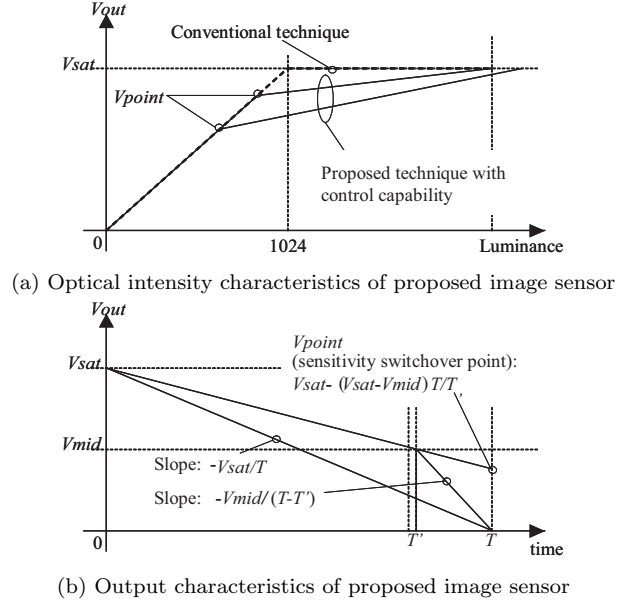 Vout
Conventional technique
Vsat
Vpoint
Proposed technique with
control capability
0
1024
Luminance
(a) Optical intensity characteristics of proposed image sensor
Vout
Vpoint
(sensitivity switchover point):
Vsat- (Vsat-Vmid) T/T'
Vsat
Vmid
Slope: -Vsat/T
Slope: -Vmid/(T-T')
0
T'
T
time
(b) Output characteristics of proposed image sensor